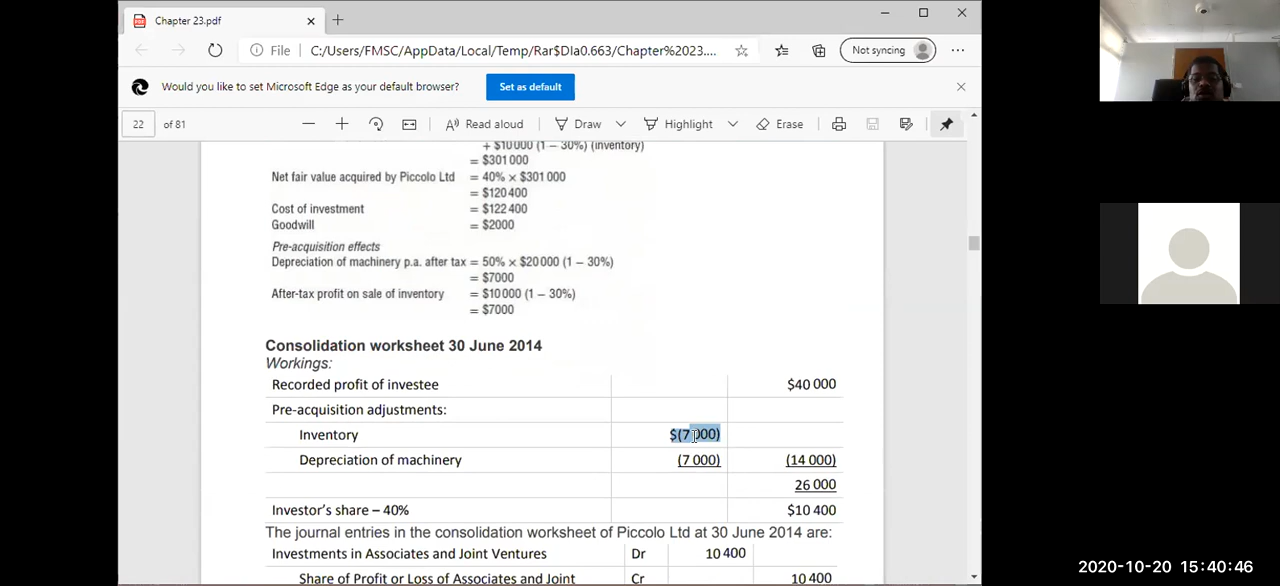 Chapter 23.pdf
File C:/Users/FMSC/AppData/Local/Temp/Rar$DIa0.663/Chapter%2023.... Not syncing
Would you like to set Microsoft Edge as your default browser? Set as default
22 of 81 Read aloud Draw Highlight Erase
+ $10 000 (1 – 30%) (inventory)
= $301 000
Net fair value acquired by Piccolo Ltd = 40% × $301 000
= $120 400
Cost of investment = $122 400
Goodwill = $2000
Pre-acquisition effects
Depreciation of machinery p.a. after tax = 50% × $20 000 (1 – 30%)
= $7000
After-tax profit on sale of inventory = $10 000 (1 – 30%)
= $7000
Consolidation worksheet 30 June 2014
Workings:
Recorded profit of investee $40 000
Pre-acquisition adjustments:
Inventory $(7 000)
Depreciation of machinery (7 000) (14 000)
26 000
Investor's share – 40% $10 400
The journal entries in the consolidation worksheet of Piccolo Ltd at 30 June 2014 are:
Investments in Associates and Joint Ventures Dr 10 400
Share of Profit or Loss of Associates and Joint Cr 10 400
2020-10-20 15:40:46